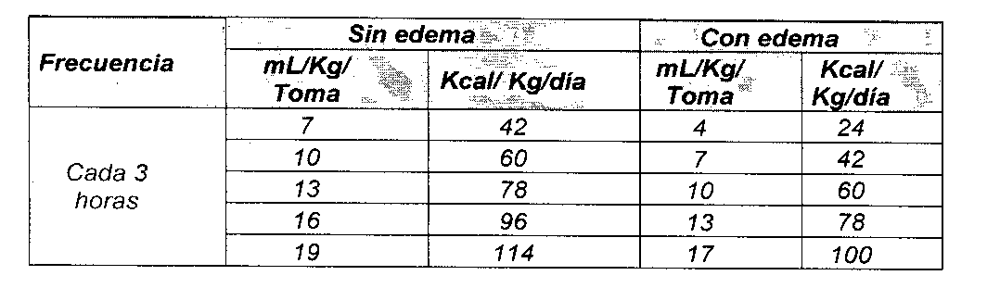 Sin edema Con edema
Frecuencia mL/Kg/ Toma Kcal/ Kg/día mL/Kg/ Toma Kcal/ Kg/día
Cada 3 horas
7 42 4 24
10 60 7 42
13 78 10 60
16 96 13 78
19 114 17 100